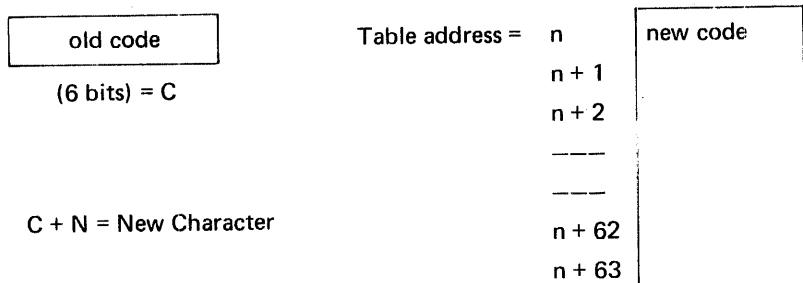 old code
(6 bits) = C
C + N = New Character
Table address = n
n + 1
n + 2
———
———
n + 62
n + 63
new code